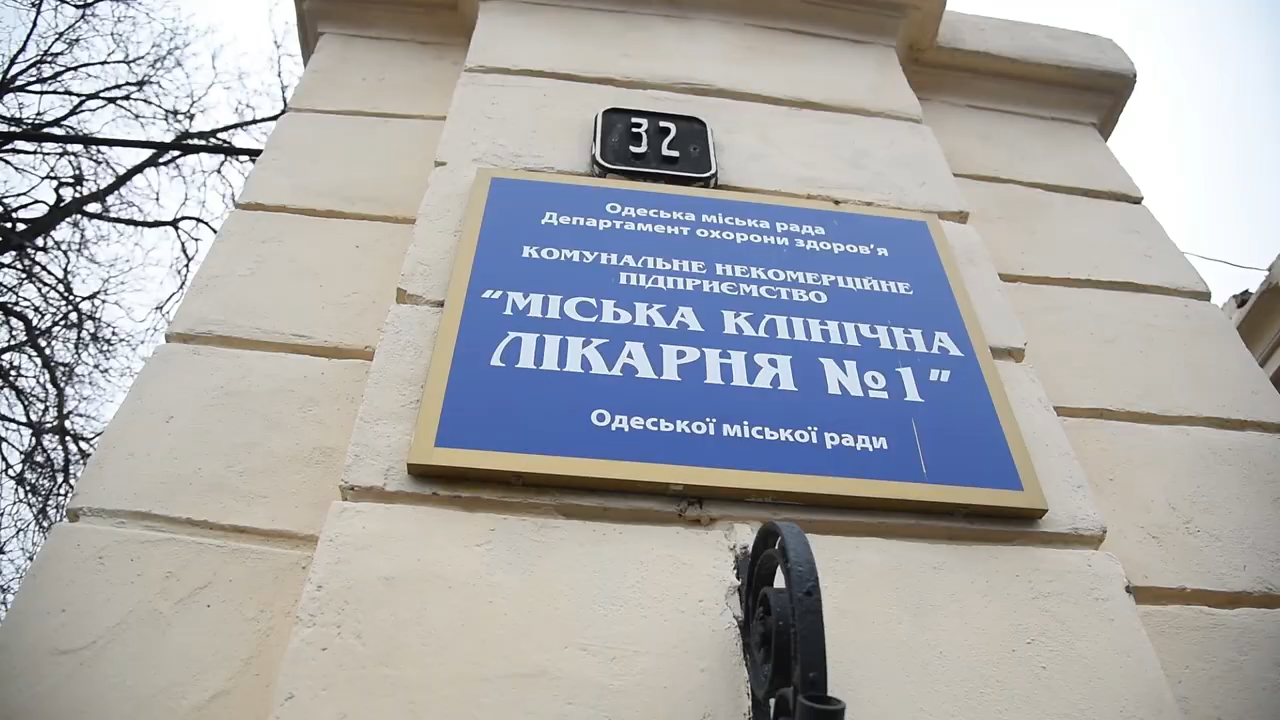 32
Одеська міська рада
Департамент охорони здоров'я
КОМУНАЛЬНЕ НЕКОМЕРЦІЙНЕ
ПІДПРИЄМСТВО
“МІСЬКА КЛІНІЧНА
ЛІКАРНЯ №1”
Одеської міської ради